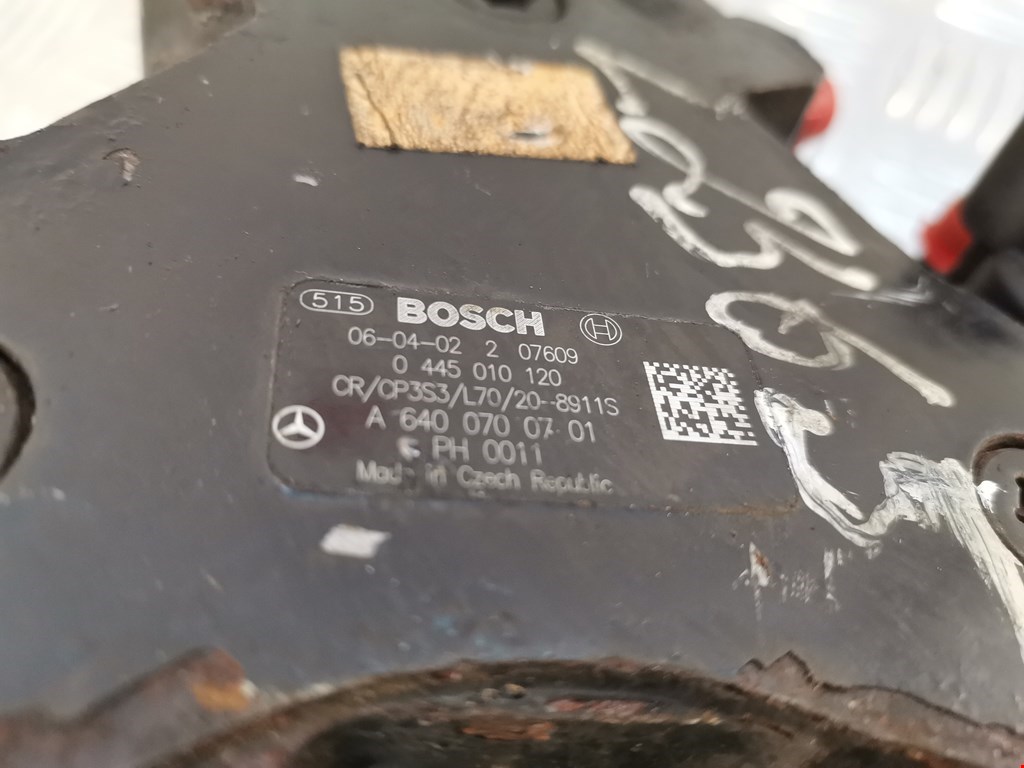 515 BOSCH H
06-04-02 2 07609
0 445 010 120
CR/CP3S3/L70/20-8911S
A 640 070 07 01
PH 0011
Made in Czech Republic